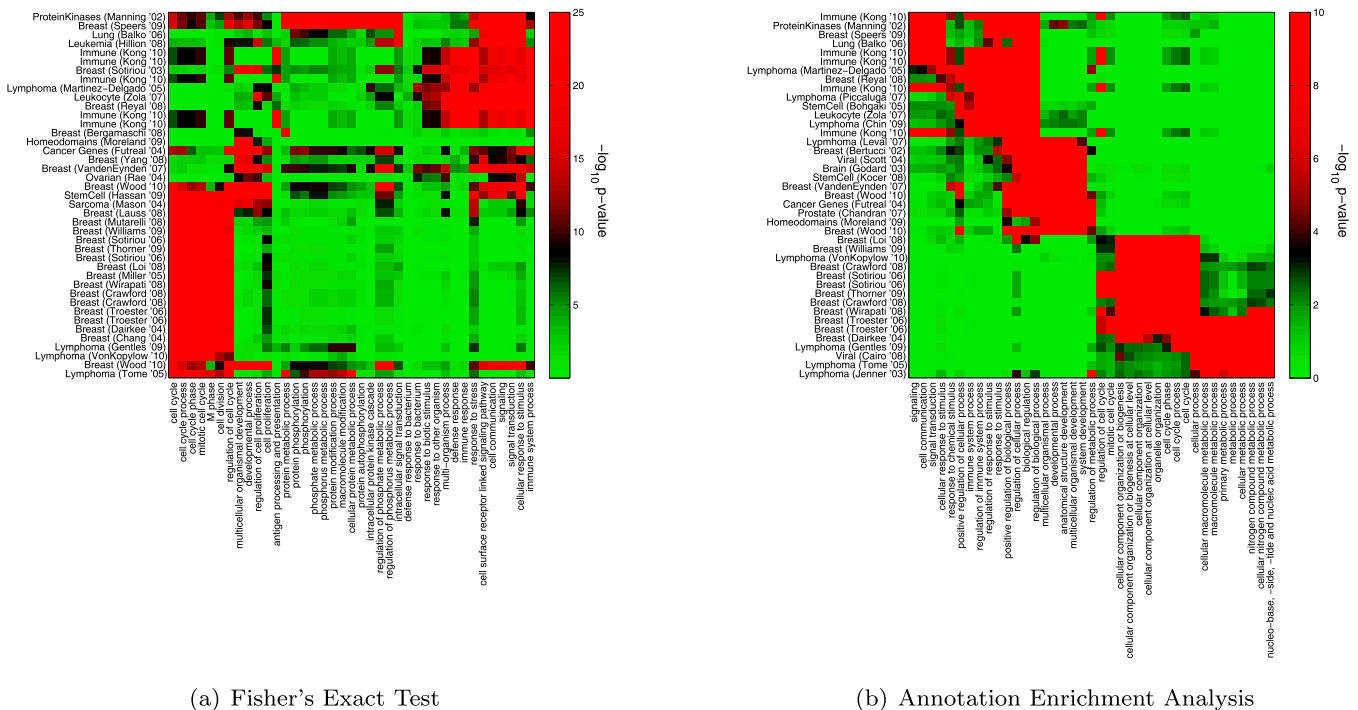 ProteinKinases (Manning '02)
Breast (Speers '09)
Lung (Balko '06)
Leukemia (Hillion '08)
Immune (Kong '10)
Immune (Kong '10)
Breast (Sotiriou '03)
Immune (Kong '10)
Lymphoma (Martinez-Delgado '05)
Leukocyte (Zola '07)
Breast (Reyal '08)
Immune (Kong '10)
Immune (Kong '10)
Breast (Bergamaschi '08)
Homeodomains (Moreland '09)
Cancer Genes (Futreal '04)
Breast (Yang '08)
Breast (VandenEynden '07)
Ovarian (Rae '04)
Breast (Wood '10)
StemCell (Hassan '09)
Sarcoma (Mason '04)
Breast (Lauss '08)
Breast (Mutarelli '08)
Breast (Williams '09)
Breast (Sotiriou '06)
Breast (Thorner '09)
Breast (Sotiriou '06)
Breast (Loi '08)
Breast (Miller '05)
Breast (Wirapati '08)
Breast (Crawford '08)
Breast (Crawford '08)
Breast (Troester '06)
Breast (Troester '06)
Breast (Dairkee '04)
Breast (Chang '04)
Lymphoma (Gentles '09)
Lymphoma (VonKopylow '10)
Breast (Wood '10)
Lymphoma (Tome '05)
cell cycle
cell cycle process
cell cycle phase
mitotic cell cycle
M phase
cell division
regulation of cell cycle
multicellular organismal development
developmental process
regulation of cell proliferation
cell proliferation
antigen processing and presentation
protein metabolic process
protein phosphorylation
phosphorylation
phosphate metabolic process
phosphorus metabolic process
protein modification process
macromolecule modification
cellular protein metabolic process
protein autophosphorylation
intracellular protein kinase cascade
regulation of phosphate metabolic process
regulation of phosphorus metabolic process
intracellular signal transduction
defense response to bacterium
response to bacterium
response to biotic stimulus
response to other organism
multi-organism process
defense response
immune response
response to stress
cell surface receptor linked signaling pathway
cell communication
signaling
signal transduction
cellular response to stimulus
immune system process
25
20
15
10
5
−log10 p-value
(a) Fisher's Exact Test
Immune (Kong '10)
ProteinKinases (Manning '02)
Breast (Speers '09)
Lung (Balko '06)
Immune (Kong '10)
Immune (Kong '10)
Lymphoma (Martinez-Delgado '05)
Breast (Reyal '08)
Immune (Kong '10)
Lymphoma (Piccaluga '07)
StemCell (Bohgaki '05)
Leukocyte (Zola '07)
Lymphoma (Chin '09)
Immune (Kong '10)
Lypmphoma (Leval '07)
Breast (Bertucci '02)
Viral (Scott '04)
Brain (Godard '03)
StemCell (Kocer '08)
Breast (VandenEynden '07)
Breast (Wood '10)
Cancer Genes (Futreal '04)
Prostate (Chandran '07)
Homeodomains (Moreland '09)
Breast (Wood '10)
Breast (Loi '08)
Breast (Williams '09)
Lymphoma (VonKopylow '10)
Breast (Crawford '08)
Breast (Sotiriou '06)
Breast (Sotiriou '06)
Breast (Thorner '09)
Breast (Crawford '08)
Breast (Wirapati '08)
Breast (Troester '06)
Breast (Troester '06)
Breast (Dairkee '04)
Lymphoma (Gentles '09)
Viral (Cairo '08)
Lymphoma (Tome '05)
Lymphoma (Jenner '03)
signaling
cell communication
signal transduction
cellular response to stimulus
response to chemical stimulus
positive regulation of cellular process
immune system process
regulation of immune system process
regulation of response to stimulus
response to stimulus
positive regulation of biological process
regulation of cellular process
biological regulation
regulation of biological process
multicellular organismal process
developmental process
anatomical structure development
multicellular organismal development
system development
regulation of metabolic process
regulation of cell cycle
mitotic cell cycle
cellular component organization or biogenesis
cellular component organization or biogenesis at cellular level
cellular component organization
cellular component organization at cellular level
organelle organization
cell cycle phase
cell cycle process
cell cycle
cellular process
cellular macromolecule metabolic process
macromolecule metabolic process
primary metabolic process
metabolic process
cellular metabolic process
nitrogen compound metabolic process
cellular nitrogen compound metabolic process
nucleo-base, -side, -tide and nucleic acid metabolic process
10
8
6
4
2
0
−log10 p-value
(b) Annotation Enrichment Analysis